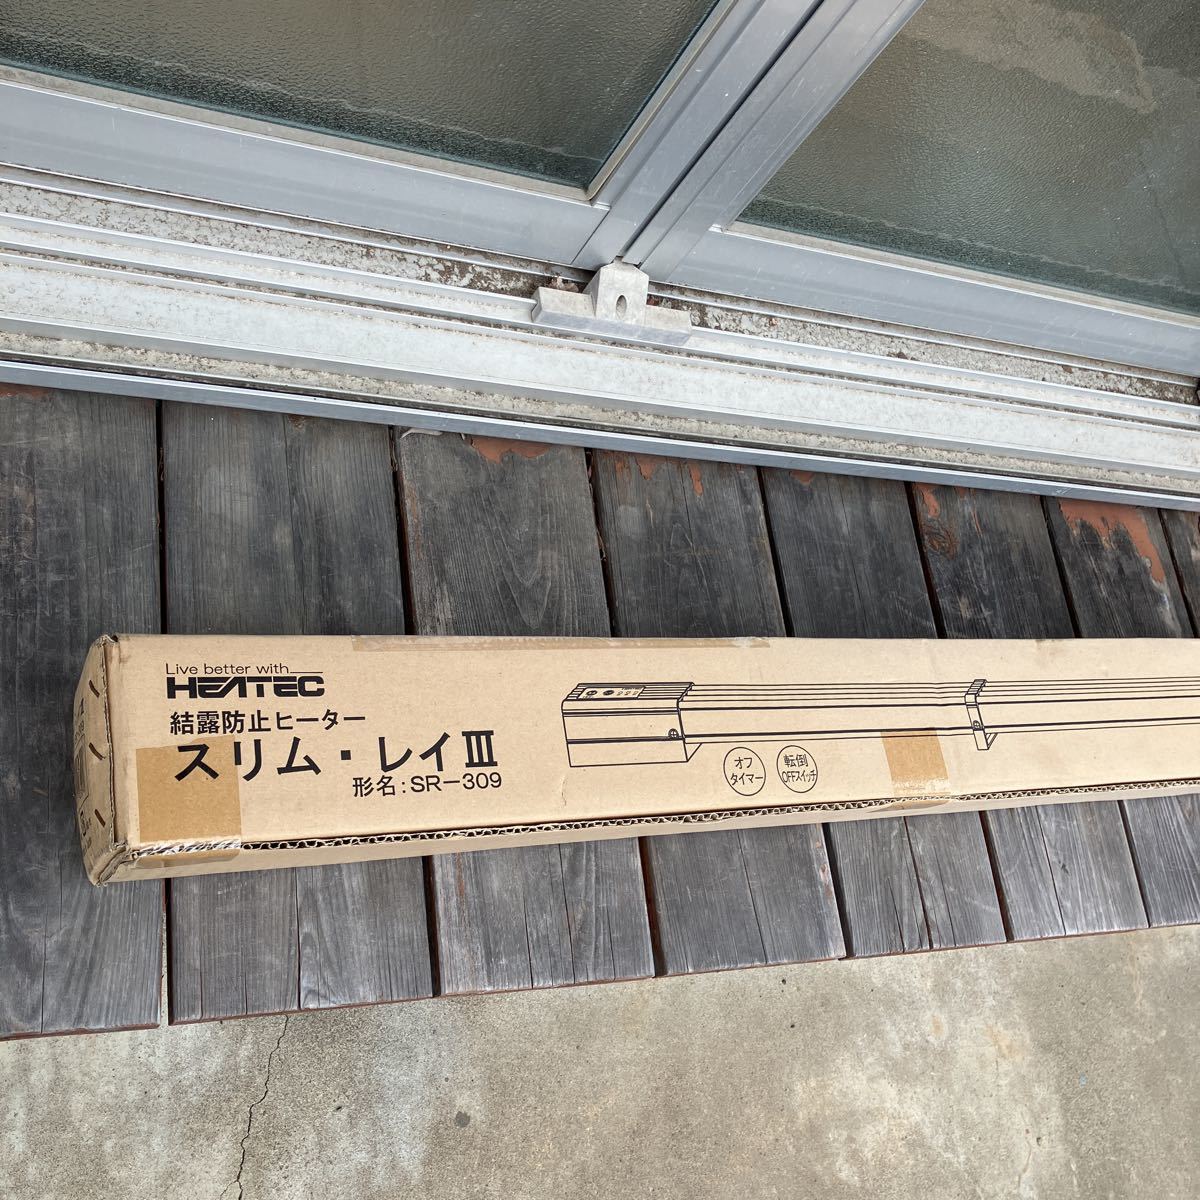 Live better with
HEATEC
結露防止ヒーター
スリム・レイⅢ
形名:SR-309
オフ
タイマー
転倒
OFFスイッチ